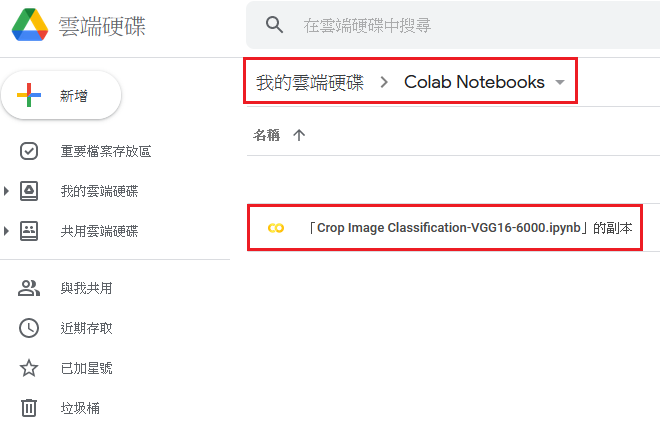 雲端硬碟
在雲端硬碟中搜尋
我的雲端硬碟 > Colab Notebooks
新增
名稱
重要檔案存放區
我的雲端硬碟
「Crop Image Classification-VGG16-6000.ipynb」的副本
共用雲端硬碟
與我共用
近期存取
已加星號
垃圾桶